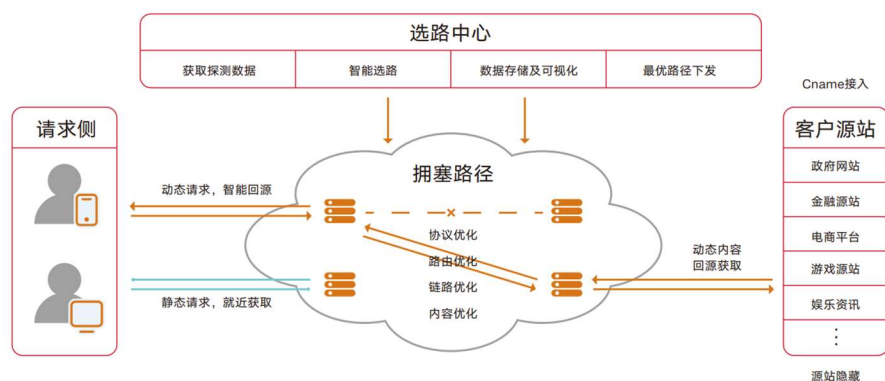 选路中心
获取探测数据
智能选路
数据存储及可视化
最优路径下发
Cname接入
请求侧
客户源站
拥塞路径
政府网站
动态请求，智能回源
金融源站
协议优化
电商平台
动态内容
回源获取
路由优化
游戏源站
链路优化
静态请求，就近获取
娱乐资讯
内容优化
⋮
源站隐藏